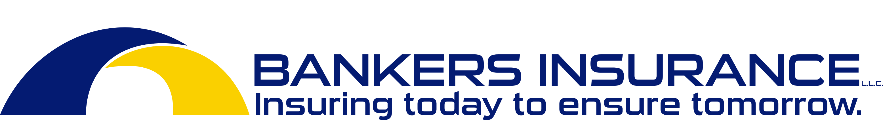 BANKERS INSURANCE L.L.C.
Insuring today to ensure tomorrow.